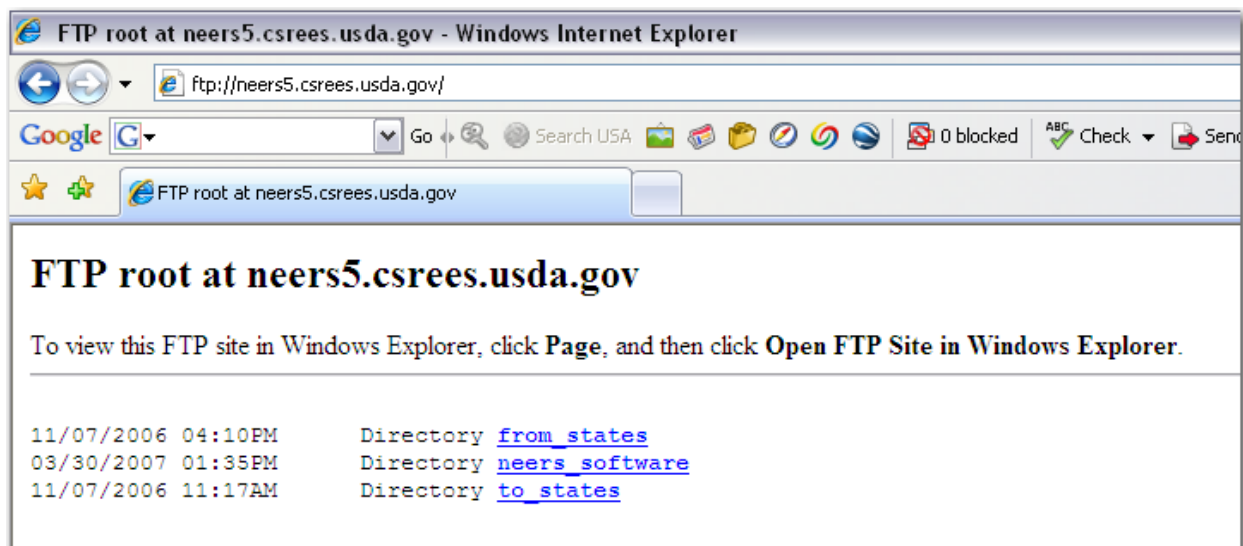 FTP root at neers5.csrees.usda.gov - Windows Internet Explorer
ftp://neers5.csrees.usda.gov/
Google G Go Search USA 0 blocked ABC Check Send
FTP root at neers5.csrees.usda.gov
FTP root at neers5.csrees.usda.gov
To view this FTP site in Windows Explorer, click Page, and then click Open FTP Site in Windows Explorer.
11/07/2006 04:10PM Directory from_states
03/30/2007 01:35PM Directory neers_software
11/07/2006 11:17AM Directory to_states